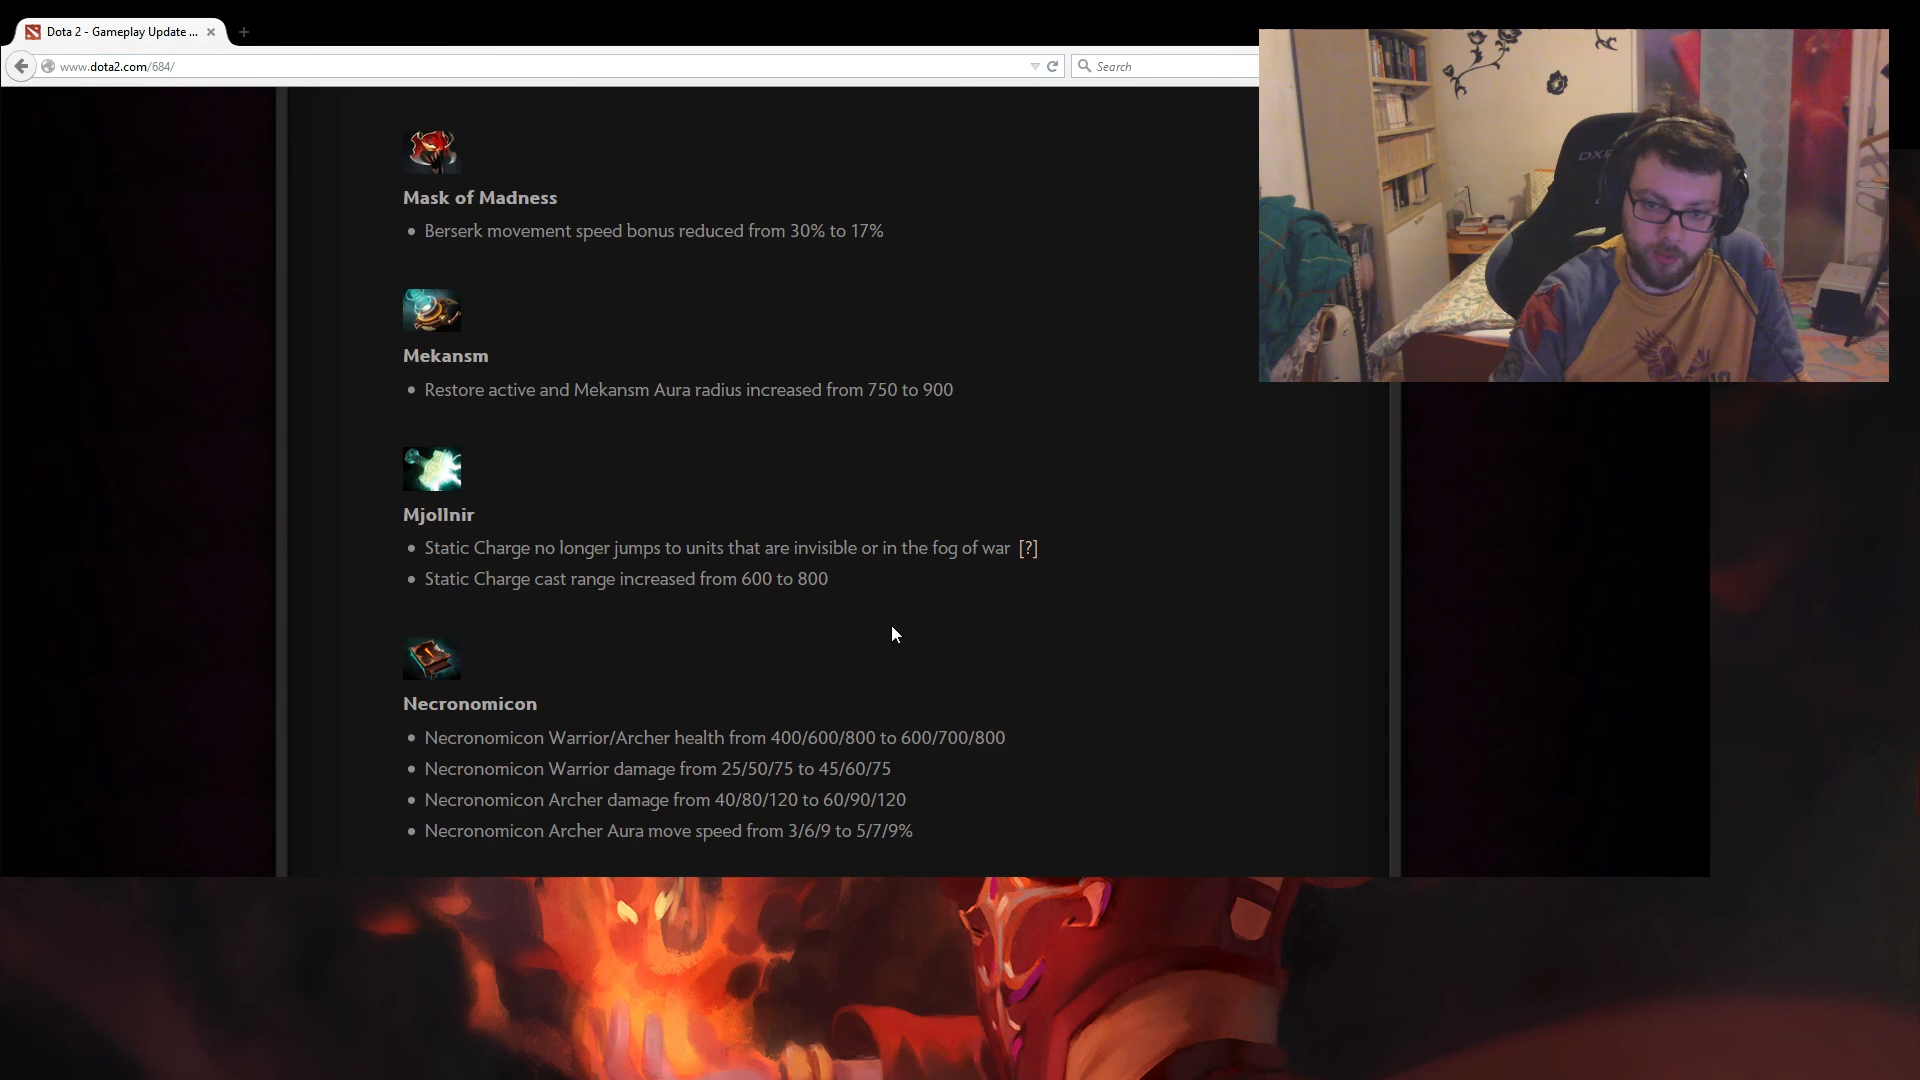 Dota 2 - Gameplay Update ...
www.dota2.com/684/
Search
Mask of Madness
• Berserk movement speed bonus reduced from 30% to 17%
Mekansm
• Restore active and Mekansm Aura radius increased from 750 to 900
Mjollnir
• Static Charge no longer jumps to units that are invisible or in the fog of war [?]
• Static Charge cast range increased from 600 to 800
Necronomicon
• Necronomicon Warrior/Archer health from 400/600/800 to 600/700/800
• Necronomicon Warrior damage from 25/50/75 to 45/60/75
• Necronomicon Archer damage from 40/80/120 to 60/90/120
• Necronomicon Archer Aura move speed from 3/6/9 to 5/7/9%